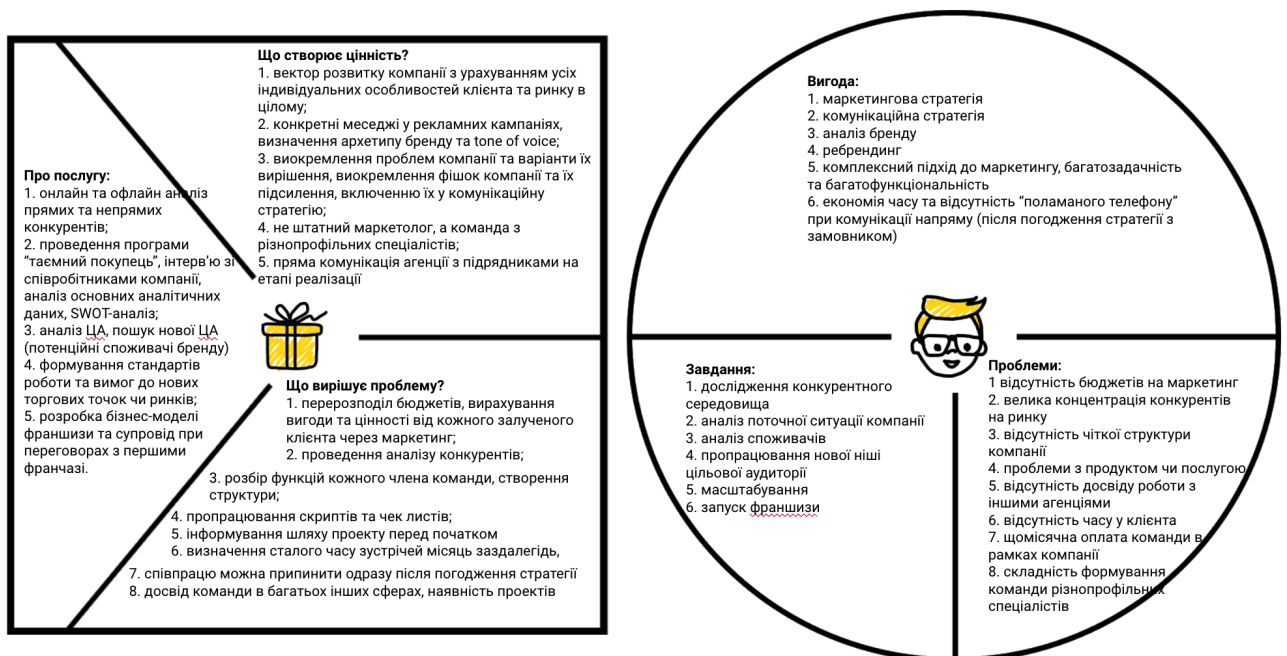 Що створює цінність?
1. вектор розвитку компанії з урахуванням усіх
індивідуальних особливостей клієнта та ринку в
цілому;
2. конкретні меседжі у рекламних кампаніях,
визначення архетипу бренду та tone of voice;
3. виокремлення проблем компанії та варіанти їх
вирішення, виокремлення фішок компанії та їх
підсилення, включенню їх у комунікаційну
стратегію;
4. не штатний маркетолог, а команда з
різнопрофільних спеціалістів;
5. пряма комунікація агенції з підрядниками на
етапі реалізації
Про послугу:
1. онлайн та офлайн аналіз
прямих та непрямих
конкурентів;
2. проведення програми
“таємний покупець”, інтерв’ю зі
співробітниками компанії,
аналіз основних аналітичних
даних, SWOT-аналіз;
3. аналіз ЦА, пошук нової ЦА
(потенційні споживачі бренду)
4. формування стандартів
роботи та вимог до нових
торгових точок чи ринків;
5. розробка бізнес-моделі
франшизи та супровід при
переговорах з першими
франчазі.
Що вирішує проблему?
1. перерозподіл бюджетів, вирахування
вигоди та цінності від кожного залученого
клієнта через маркетинг;
2. проведення аналізу конкурентів;
3. розбір функцій кожного члена команди, створення
структури;
4. пропрацювання скриптів та чек листів;
5. інформування шляху проекту перед початком
6. визначення сталого часу зустрічей місяць заздалегідь,
7. співпрацю можна припинити одразу після погодження стратегії
8. досвід команди в багатьох інших сферах, наявність проектів
Вигода:
1. маркетингова стратегія
2. комунікаційна стратегія
3. аналіз бренду
4. ребрендинг
5. комплексний підхід до маркетингу, багатозадачність
та багатофункціональність
6. економія часу та відсутність “поламаного телефону”
при комунікації напряму (після погодження стратегії з
замовником)
Завдання:
1. дослідження конкурентного
середовища
2. аналіз поточної ситуації компанії
3. аналіз споживачів
4. пропрацювання нової ніші
цільової аудиторії
5. масштабування
6. запуск франшизи
Проблеми:
1 відсутність бюджетів на маркетинг
2. велика концентрація конкурентів
на ринку
3. відсутність чіткої структури
компанії
4. проблеми з продуктом чи послугою
5. відсутність досвіду роботи з
іншими агенціями
6. відсутність часу у клієнта
7. щомісячна оплата команди в
рамках компанії
8. складність формування
команди різнопрофільних
спеціалістів